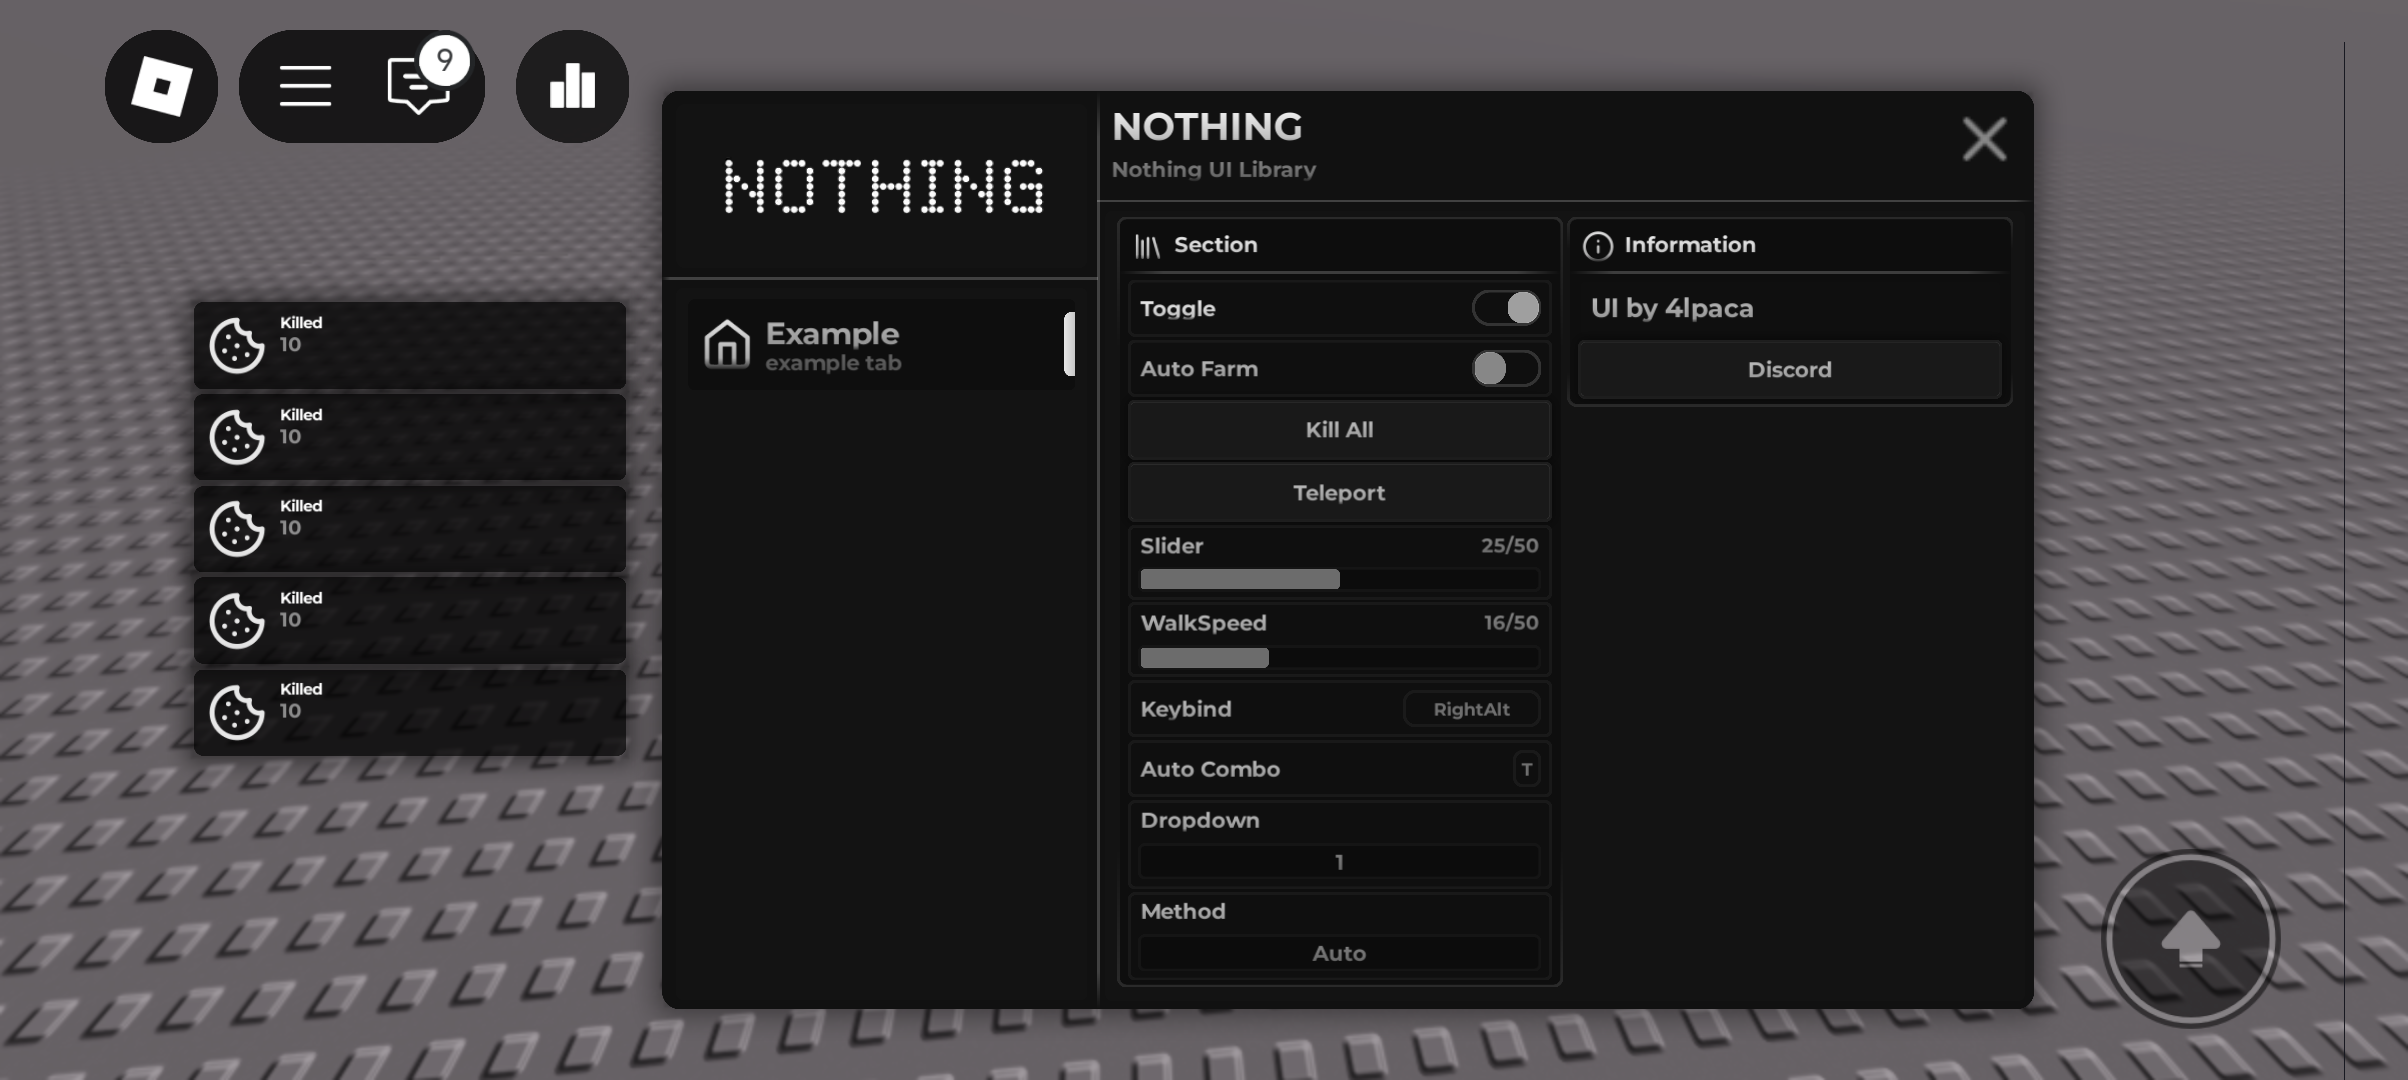 9
Killed
10
Killed
10
Killed
10
Killed
10
Killed
10
NOTHING
Example
example tab
NOTHING
Nothing UI Library
Section
Toggle
Auto Farm
Kill All
Teleport
Slider 25/50
WalkSpeed 16/50
Keybind RightAlt
Auto Combo T
Dropdown
1
Method
Auto
Information
UI by 4lpaca
Discord